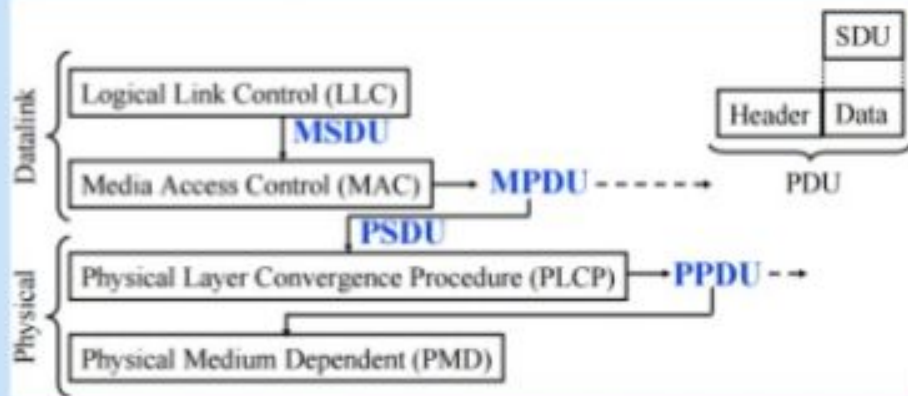 SDU
Logical Link Control (LLC)
Header Data
MSDU
Datalink
Media Access Control (MAC) MPDU
PDU
PSDU
Physical Layer Convergence Procedure (PLCP) PPDU
Physical
Physical Medium Dependent (PMD)